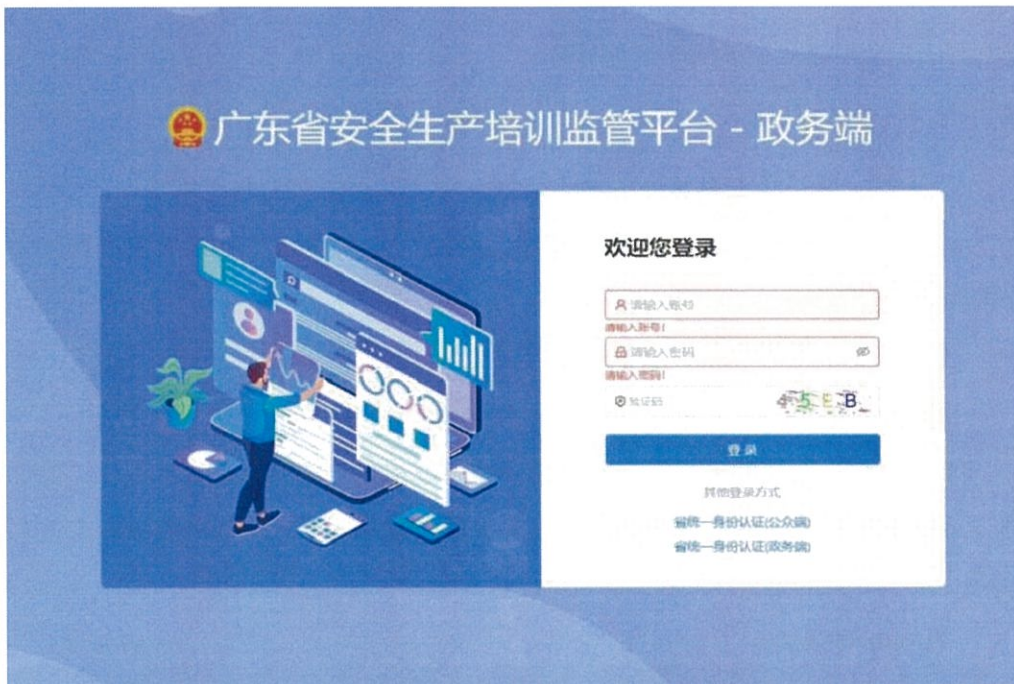 广东省安全生产培训监管平台 - 政务端
欢迎您登录
请输入账号
请输入账号!
请输入密码
请输入密码!
验证码
45EB
登 录
其他登录方式
省统一身份认证(公众端)
省统一身份认证(政务端)